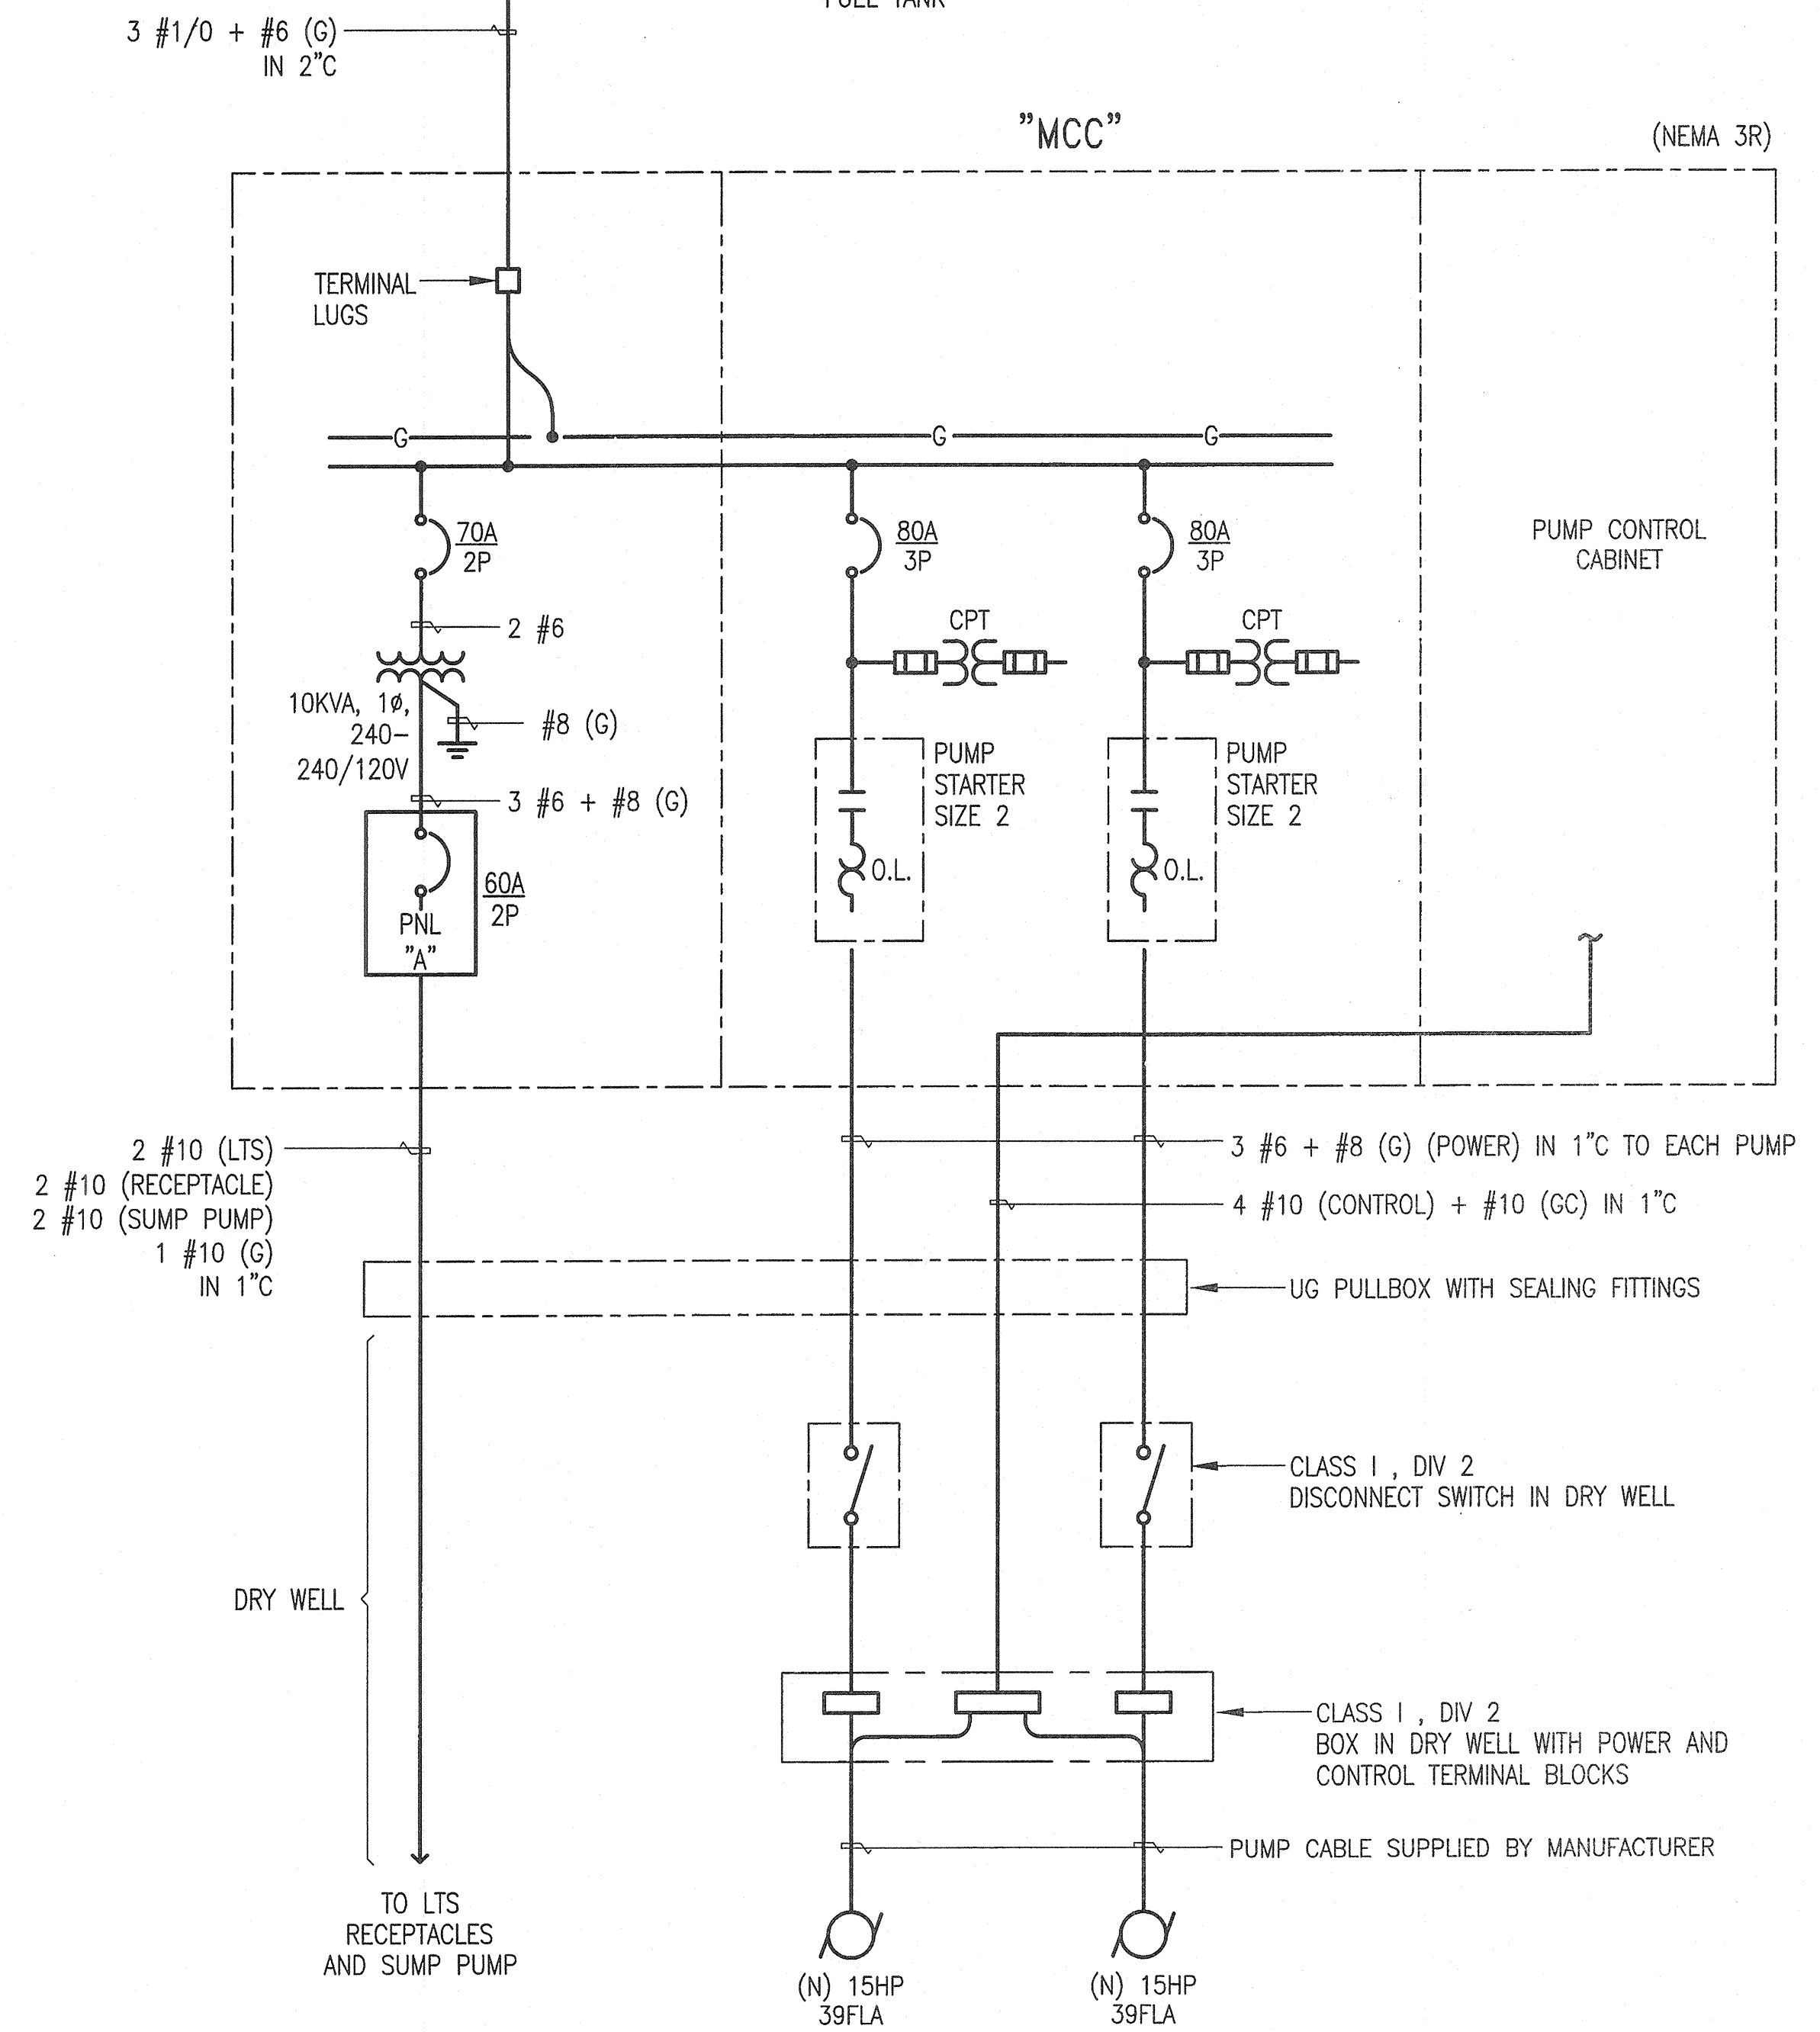 FUEL TANK
3 #1/0 + #6 (G)
IN 2"C
"MCC"
(NEMA 3R)
TERMINAL
LUGS
G
G
G
70A
2P
80A
3P
80A
3P
PUMP CONTROL
CABINET
2 #6
CPT
CPT
10KVA, 1ø,
240-
240/120V
#8 (G)
3 #6 + #8 (G)
PUMP
STARTER
SIZE 2
PUMP
STARTER
SIZE 2
O.L.
O.L.
60A
2P
PNL
"A"
2 #10 (LTS)
2 #10 (RECEPTACLE)
2 #10 (SUMP PUMP)
1 #10 (G)
IN 1"C
3 #6 + #8 (G) (POWER) IN 1"C TO EACH PUMP
4 #10 (CONTROL) + #10 (GC) IN 1"C
UG PULLBOX WITH SEALING FITTINGS
CLASS I , DIV 2
DISCONNECT SWITCH IN DRY WELL
DRY WELL
CLASS I , DIV 2
BOX IN DRY WELL WITH POWER AND
CONTROL TERMINAL BLOCKS
PUMP CABLE SUPPLIED BY MANUFACTURER
TO LTS
RECEPTACLES
AND SUMP PUMP
(N) 15HP
39FLA
(N) 15HP
39FLA